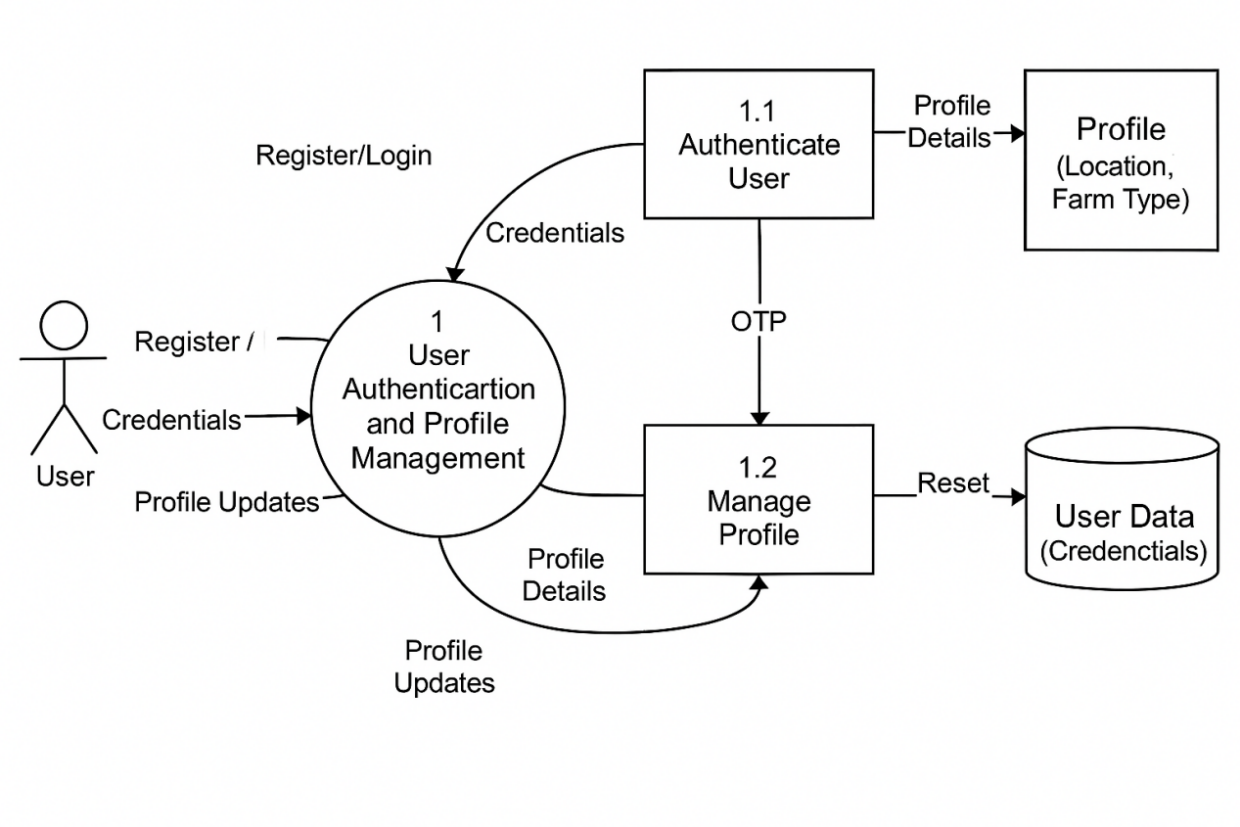 1.1
Authenticate
User
Profile
Details
Profile
(Location,
Farm Type)
Register/Login
Credentials
OTP
1
User
Authenticartion
and Profile
Management
Register /
Credentials
Profile Updates
User
1.2
Manage
Profile
Reset
User Data
(Credenctials)
Profile
Details
Profile
Updates